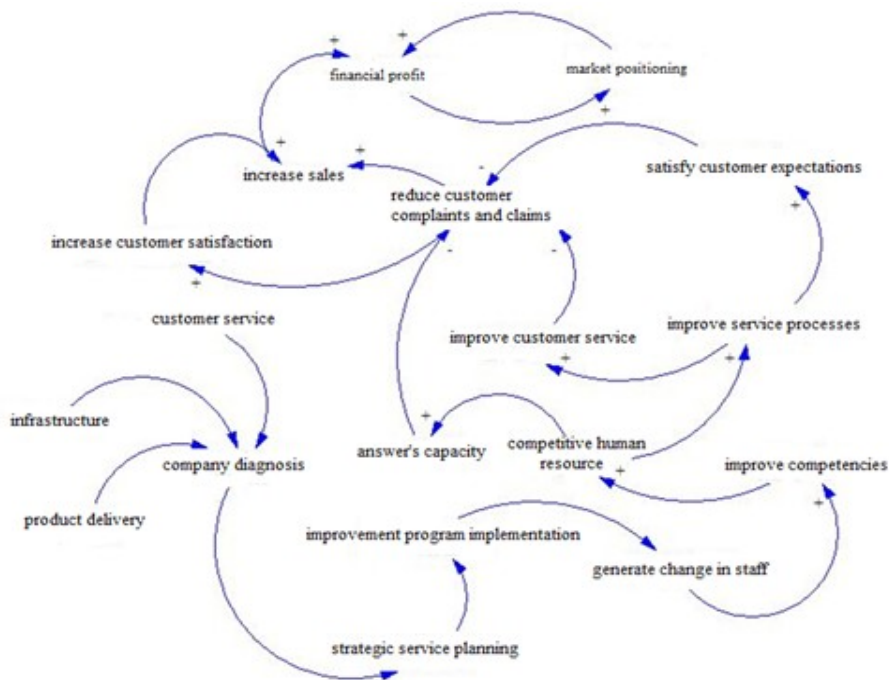 +
+
financial profit
market positioning
+
+
+
increase sales
-
satisfy customer expectations
reduce customer
complaints and claims
+
increase customer satisfaction
-
-
+
customer service
improve customer service
improve service processes
+
+
infrastructure
+
company diagnosis
answer's capacity
competitive human
resource
+
improve competencies
+
product delivery
improvement program implementation
generate change in staff
strategic service planning